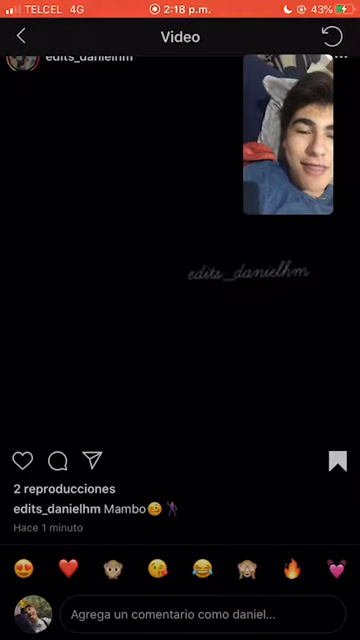 TELCEL 4G 2:18 p.m. 43%
Video
edits_danielhm
edits_danielhm
2 reproducciones
edits_danielhm Mambo🥴🕺🏿
Hace 1 minuto
😍 ❤️ 🙊 😘 😂 🙈 🔥 💓
Agrega un comentario como daniel...